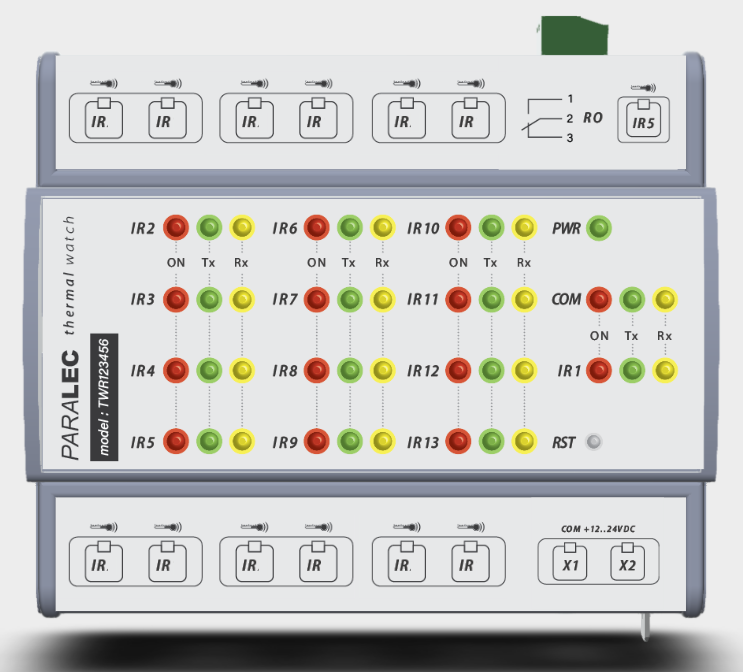 IR. IR IR. IR IR. IR
1
2 RO
3
IR5
PARALEC thermal watch
model : TWR123456
IR2 IR6 IR10 PWR
ON Tx Rx ON Tx Rx ON Tx Rx
IR3 IR7 IR11 COM
ON Tx Rx
IR4 IR8 IR12 IR1
IR5 IR9 IR13 RST
COM +12..24VDC
IR. IR IR. IR IR. IR X1 X2